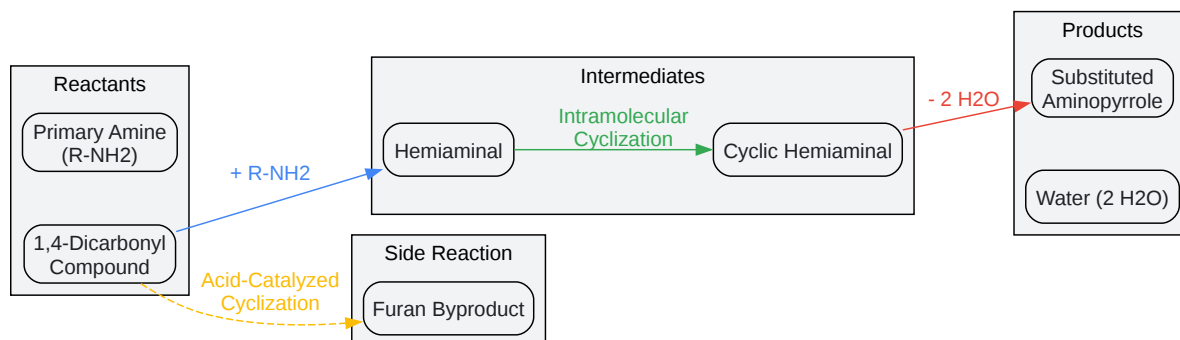 Reactants
Primary Amine
(R-NH2)
1,4-Dicarbonyl
Compound
+ R-NH2
Acid-Catalyzed
Cyclization
Intermediates
Hemiaminal
Intramolecular
Cyclization
Cyclic Hemiaminal
Side Reaction
Furan Byproduct
- 2 H2O
Products
Substituted
Aminopyrrole
Water (2 H2O)